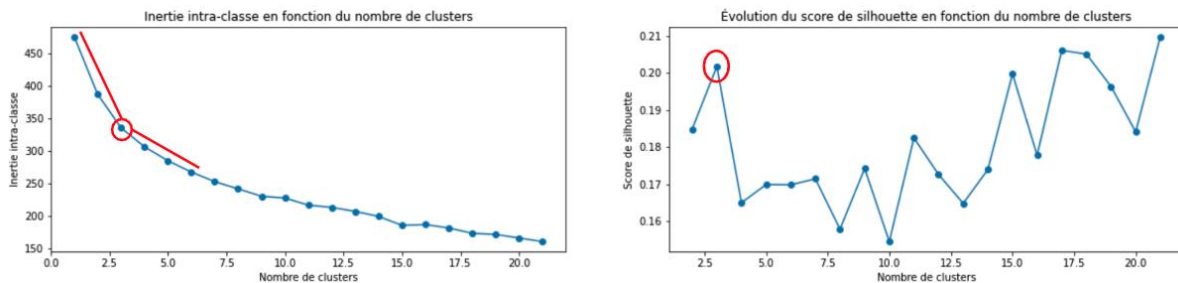 Inertie intra-classe en fonction du nombre de clusters
450
400
350
300
250
200
150
Inertie intra-classe
0.0 2.5 5.0 7.5 10.0 12.5 15.0 17.5 20.0
Nombre de clusters
Évolution du score de silhouette en fonction du nombre de clusters
0.21
0.20
0.19
0.18
0.17
0.16
Score de silhouette
2.5 5.0 7.5 10.0 12.5 15.0 17.5 20.0
Nombre de clusters